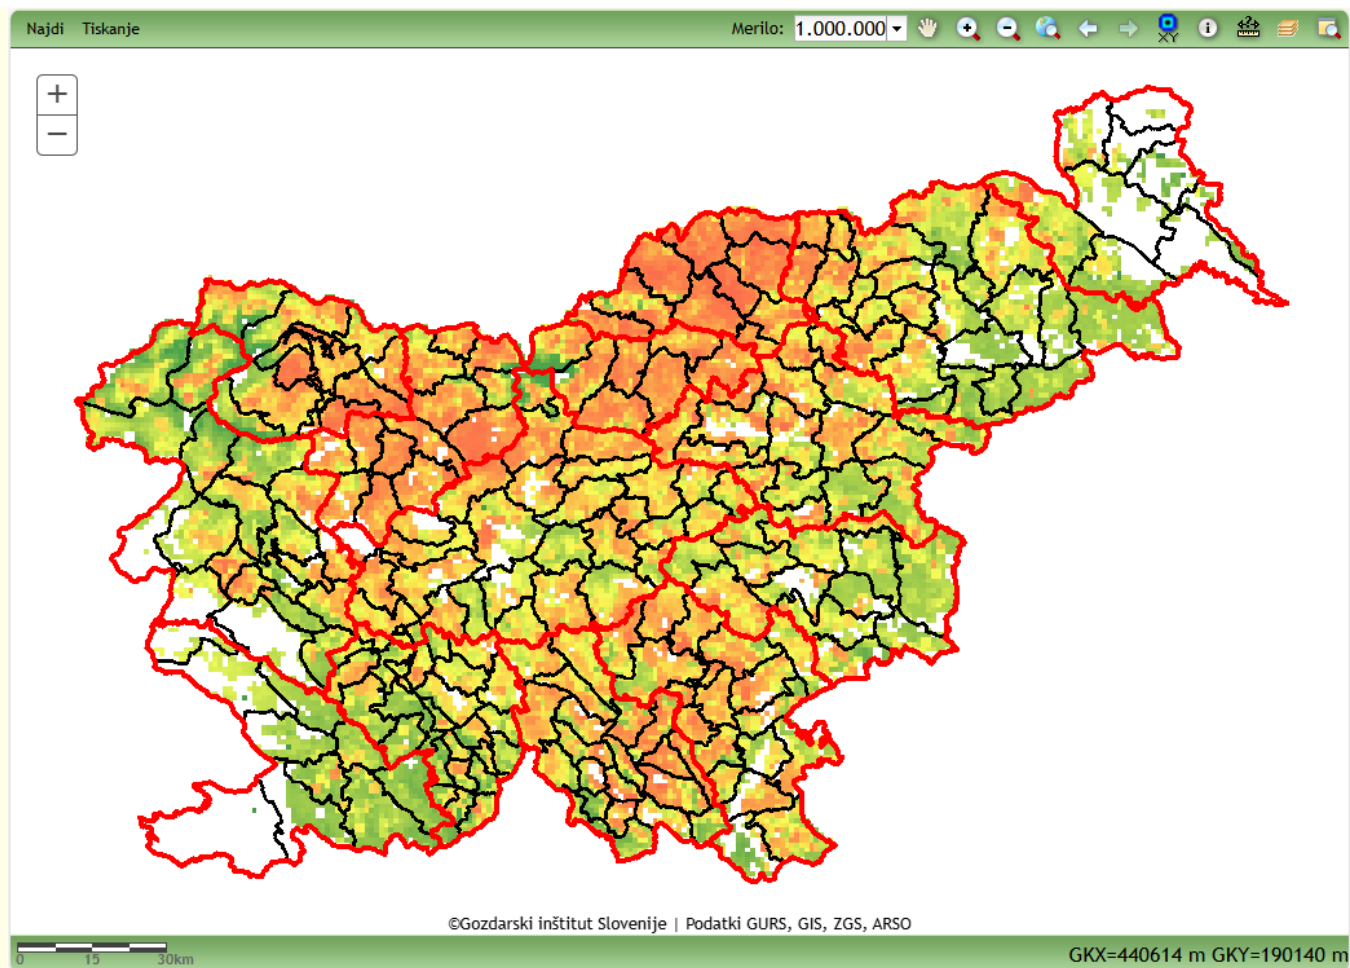 Najdi Tiskanje Merilo: 1.000.000
XY
+
−
©Gozdarski inštitut Slovenije | Podatki GURS, GIS, ZGS, ARSO
0 15 30km
GKX=440614 m GKY=190140 m